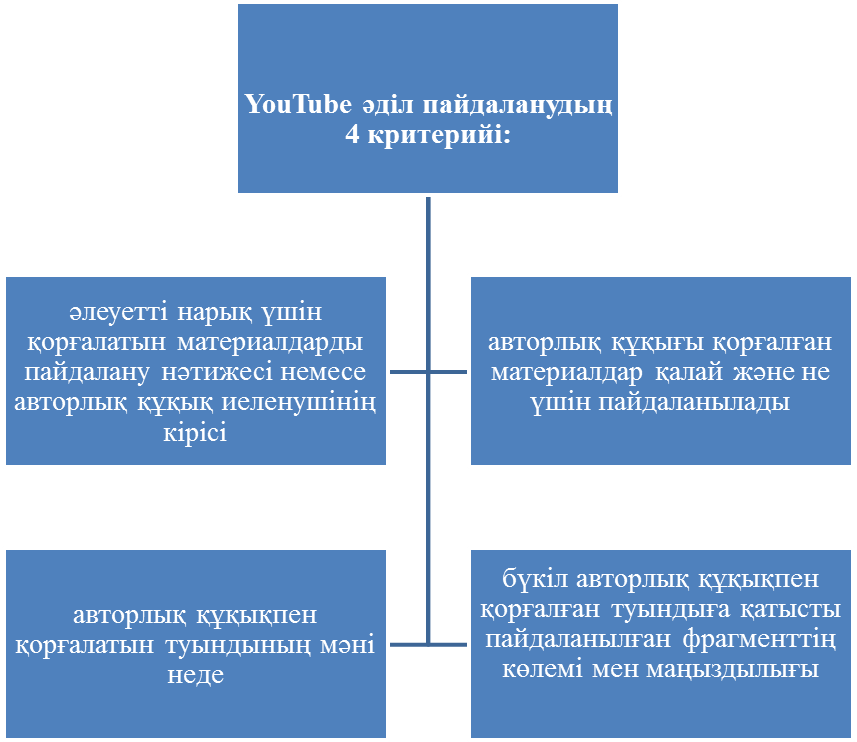 YouTube әділ пайдаланудың
4 критерийі:
әлеуетті нарық үшін
қорғалатын материалдарды
пайдалану нәтижесі немесе
авторлық құқық иеленушінің
кірісі
авторлық құқығы қорғалған
материалдар қалай және не
үшін пайдаланылады
авторлық құқықпен
қорғалатын туындының мәні
неде
бүкіл авторлық құқықпен
қорғалған туындыға қатысты
пайдаланылған фрагменттің
көлемі мен маңыздылығы